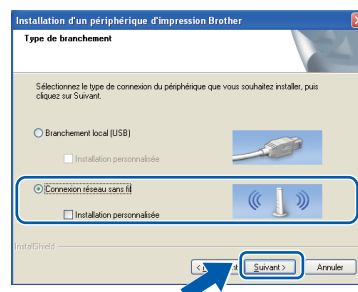 Installation d'un périphérique d'impression Brother
Type de branchement
Sélectionnez le type de connexion du périphérique que vous souhaitez installer, puis
cliquez sur Suivant.
Branchement local (USB)
Installation personnalisée
Connexion réseau sans fil
Installation personnalisée
InstallShield
Suivant >
Annuler